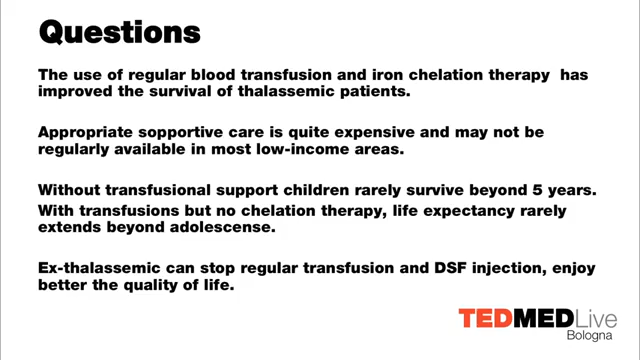 Questions
The use of regular blood transfusion and iron chelation therapy has
improved the survival of thalassemic patients.
Appropriate sopportive care is quite expensive and may not be
regularly available in most low-income areas.
Without transfusional support children rarely survive beyond 5 years.
With transfusions but no chelation therapy, life expectancy rarely
extends beyond adolescense.
Ex-thalassemic can stop regular transfusion and DSF injection, enjoy
better the quality of life.
TEDMEDLive
Bologna